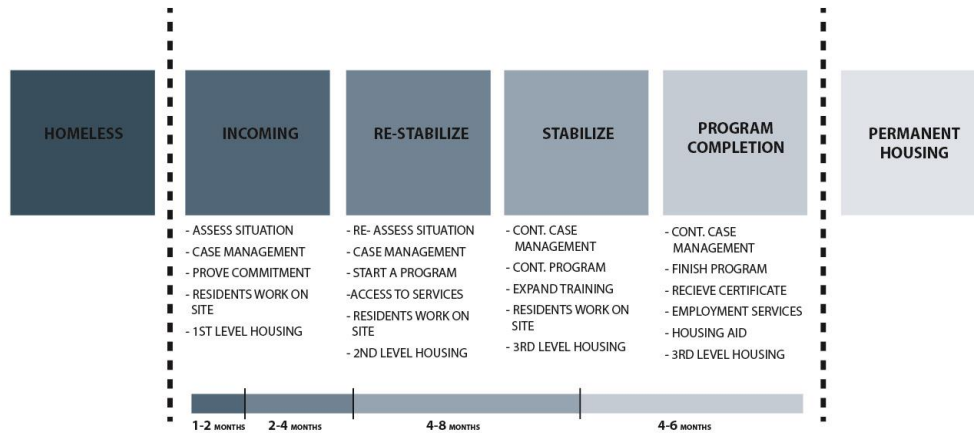 HOMELESS
INCOMING
RE-STABILIZE
STABILIZE
PROGRAM
COMPLETION
PERMANENT
HOUSING
- ASSESS SITUATION
- CASE MANAGEMENT
- PROVE COMMITMENT
- RESIDENTS WORK ON
SITE
- 1ST LEVEL HOUSING
- RE- ASSESS SITUATION
- CASE MANAGEMENT
- START A PROGRAM
-ACCESS TO SERVICES
- RESIDENTS WORK ON
SITE
- 2ND LEVEL HOUSING
- CONT. CASE
MANAGEMENT
- CONT. PROGRAM
- EXPAND TRAINING
- RESIDENTS WORK ON
SITE
- 3RD LEVEL HOUSING
- CONT. CASE
MANAGEMENT
- FINISH PROGRAM
- RECIEVE CERTIFICATE
- EMPLOYMENT SERVICES
- HOUSING AID
- 3RD LEVEL HOUSING
1-2 MONTHS
2-4 MONTHS
4-8 MONTHS
4-6 MONTHS